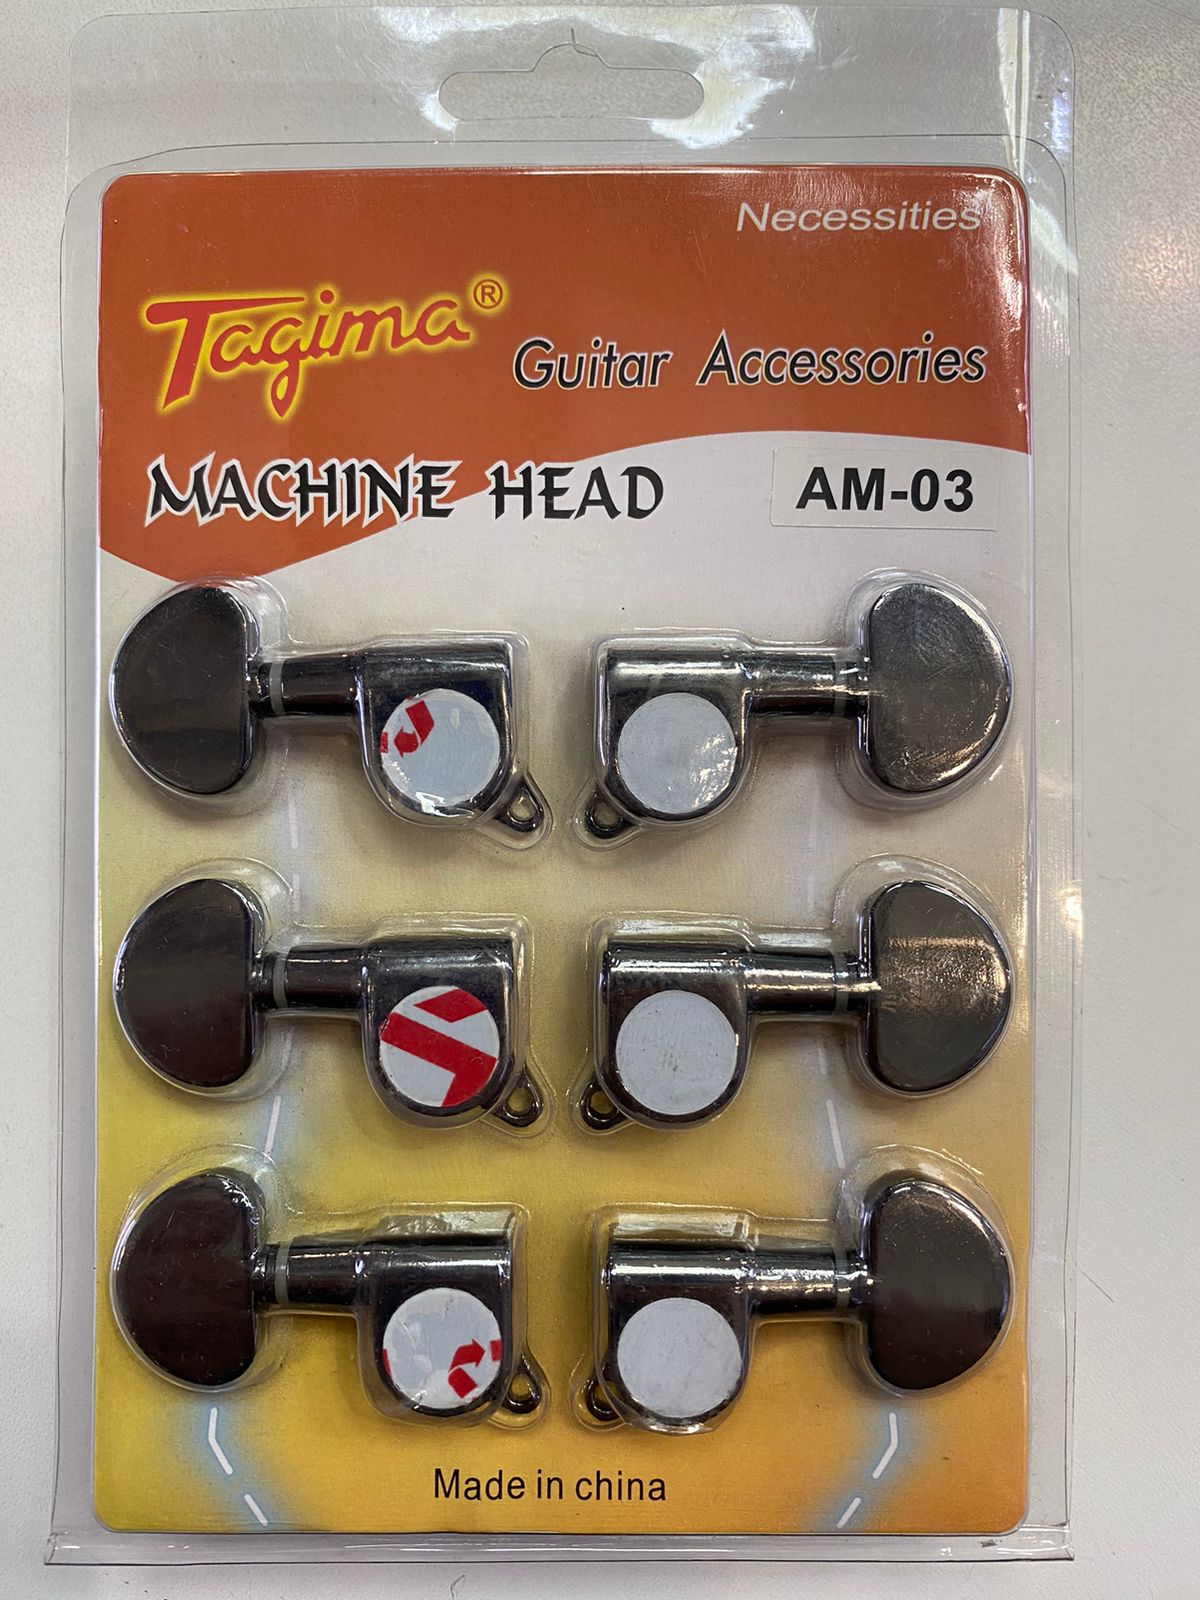 Necessities
Tagima®
Guitar Accessories
MACHINE HEAD
AM-03
Made in china